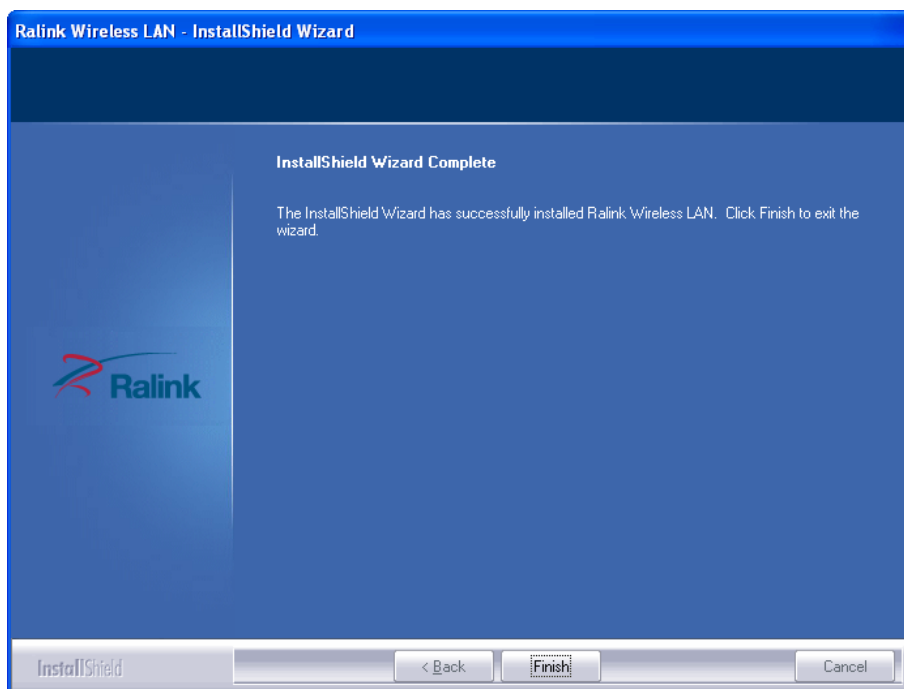 Ralink Wireless LAN - InstallShield Wizard
InstallShield Wizard Complete
The InstallShield Wizard has successfully installed Ralink Wireless LAN. Click Finish to exit the
wizard.
Ralink
InstallShield
< Back
Finish
Cancel